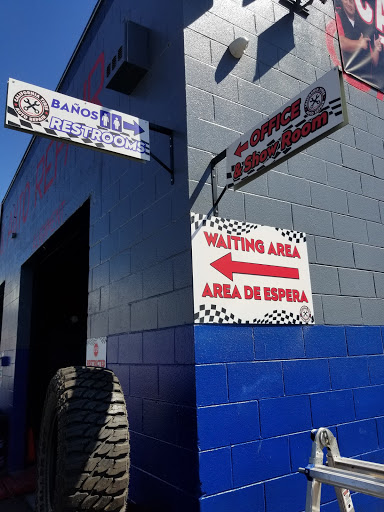 BAÑOS
RESTROOMS
OFFICE
& Show Room
WAITING AREA
AREA DE ESPERA